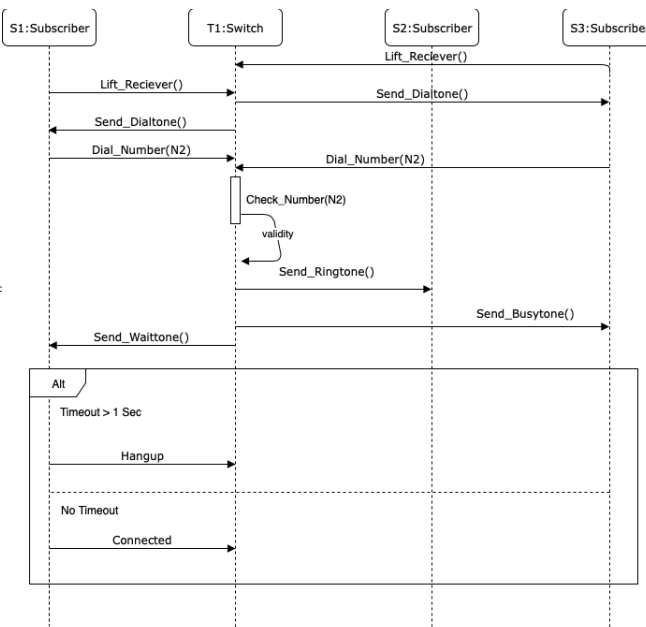 S1:Subscriber
T1:Switch
S2:Subscriber
S3:Subscriber
Lift_Reciever()
Lift_Reciever()
Send_Dialtone()
Send_Dialtone()
Dial_Number(N2)
Dial_Number(N2)
Check_Number(N2)
validity
Send_Ringtone()
:
Send_Busytone()
Send_Waittone()
Alt
Timeout > 1 Sec
Hangup
No Timeout
Connected